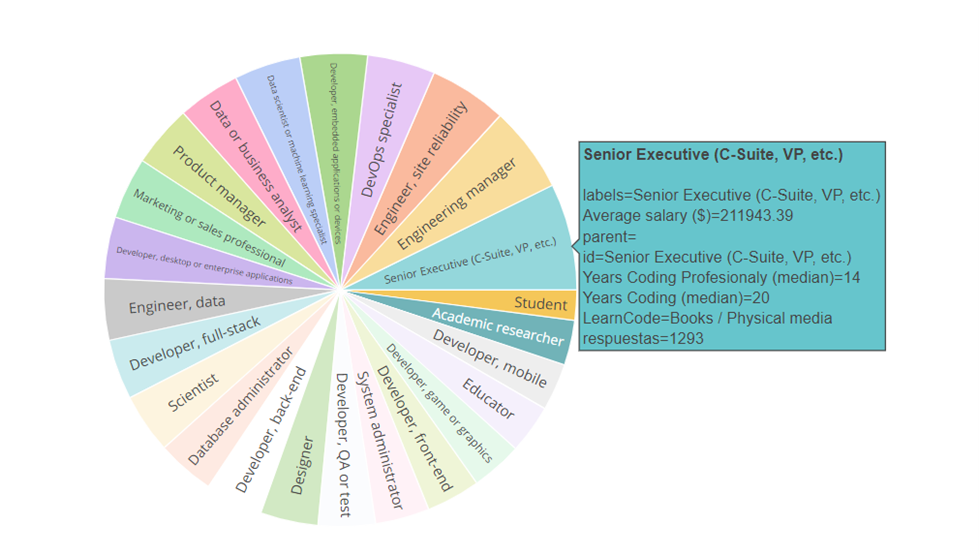 Developer, embedded applications or devices
DevOps specialist
Engineer, site reliability
Engineering manager
Senior Executive (C-Suite, VP, etc.)
Student
Academic researcher
Developer, mobile
Educator
Developer, game or graphics
Developer, front-end
System administrator
Developer, QA or test
Designer
Developer, back-end
Database administrator
Scientist
Developer, full-stack
Engineer, data
Developer, desktop or enterprise applications
Marketing or sales professional
Product manager
Data or business analyst
Data scientist or machine learning specialist
Senior Executive (C-Suite, VP, etc.)
labels=Senior Executive (C-Suite, VP, etc.)
Average salary ($)=211943.39
parent=
id=Senior Executive (C-Suite, VP, etc.)
Years Coding Profesionaly (median)=14
Years Coding (median)=20
LearnCode=Books / Physical media
respuestas=1293